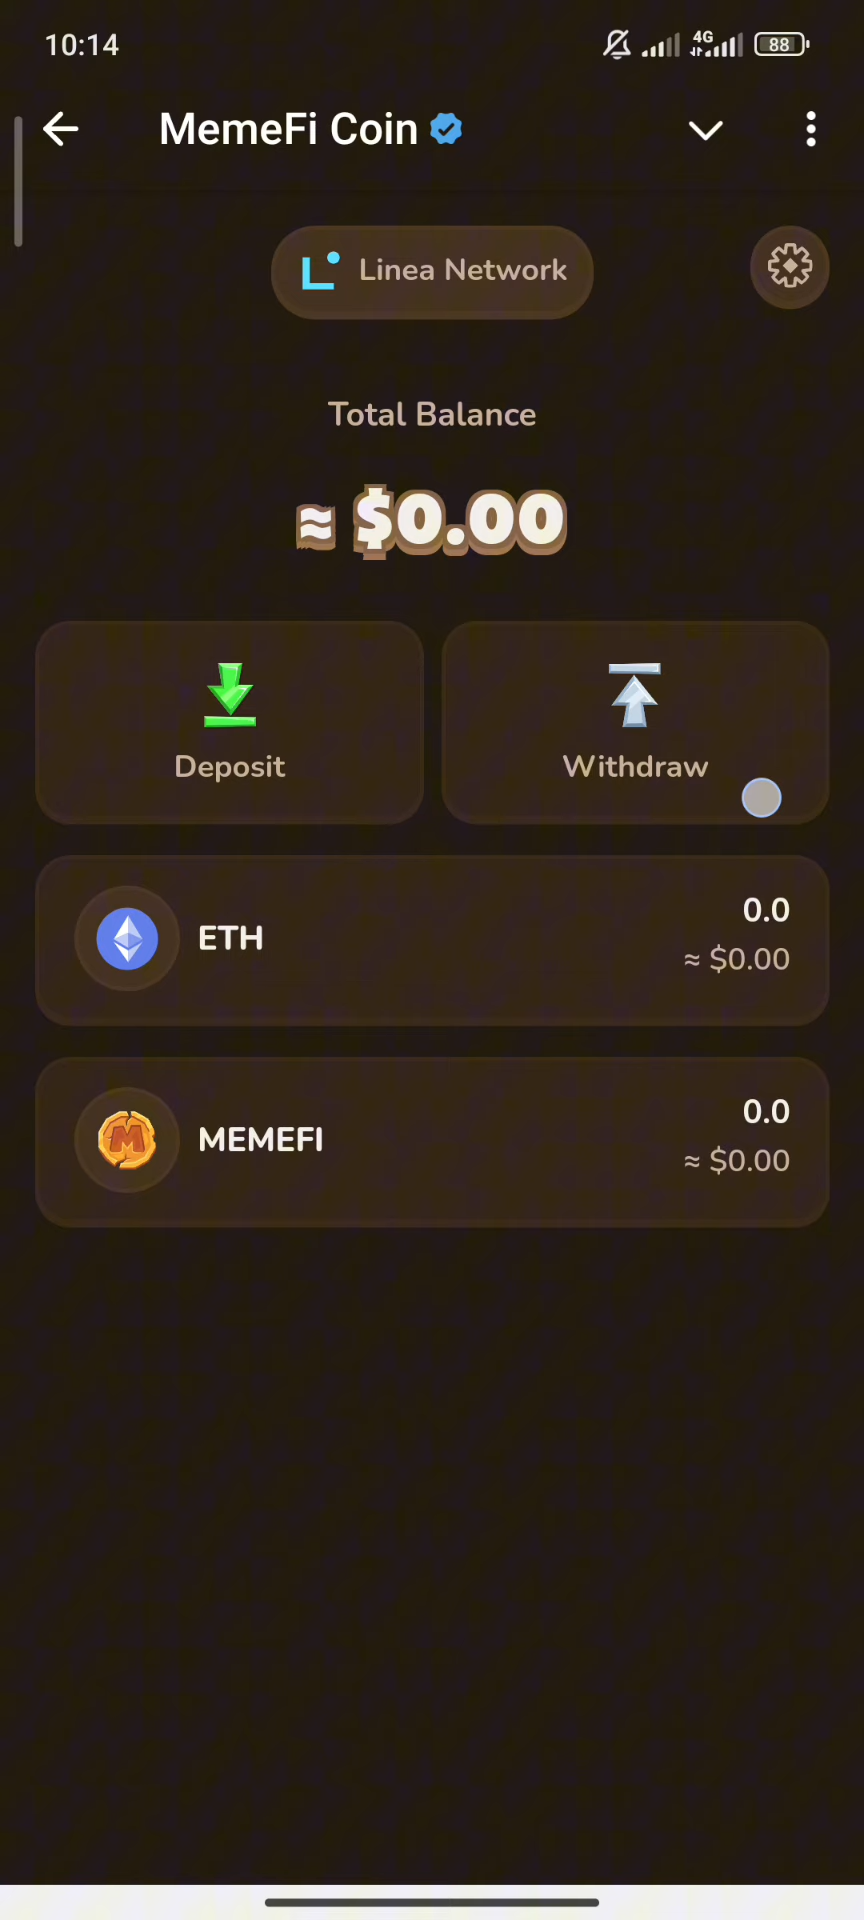 10:14
4G
88
MemeFi Coin
Linea Network
Total Balance
≈ $0.00
Deposit
Withdraw
ETH
0.0
≈ $0.00
MEMEFI
0.0
≈ $0.00